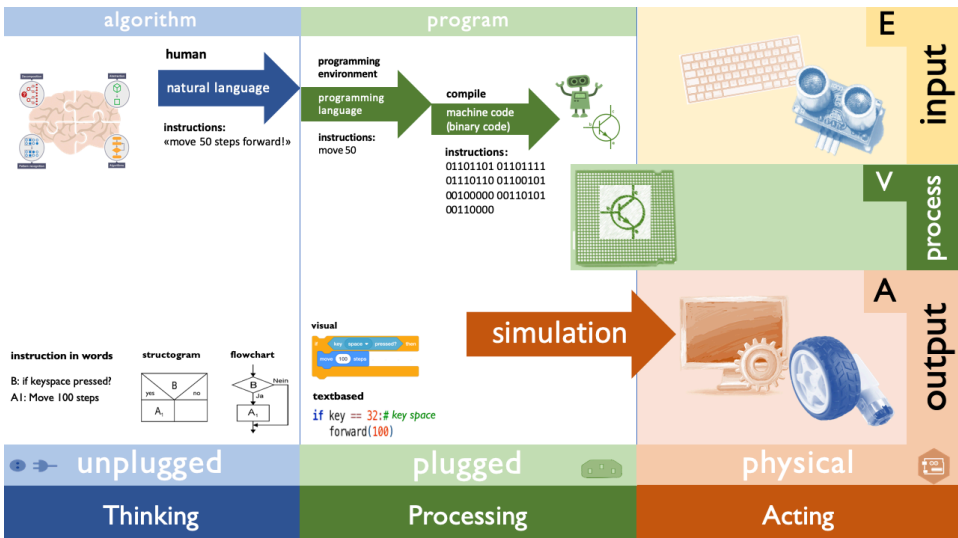 algorithm
program
E
input
human
natural language
instructions:
«move 50 steps forward!»
programming
environment
programming
language
instructions:
move 50
compile
machine code
(binary code)
instructions:
01101101 01101111
01110110 01100101
00100000 00110101
00110000
V
process
A
output
simulation
instruction in words
B: if keyspace pressed?
A1: Move 100 steps
structogram
B
yes
no
A1
flowchart
B
Nein
Ja
A1
visual
if key space pressed? then
move 100 steps
textbased
if key == 32:# key space
forward(100)
unplugged
plugged
physical
Thinking
Processing
Acting